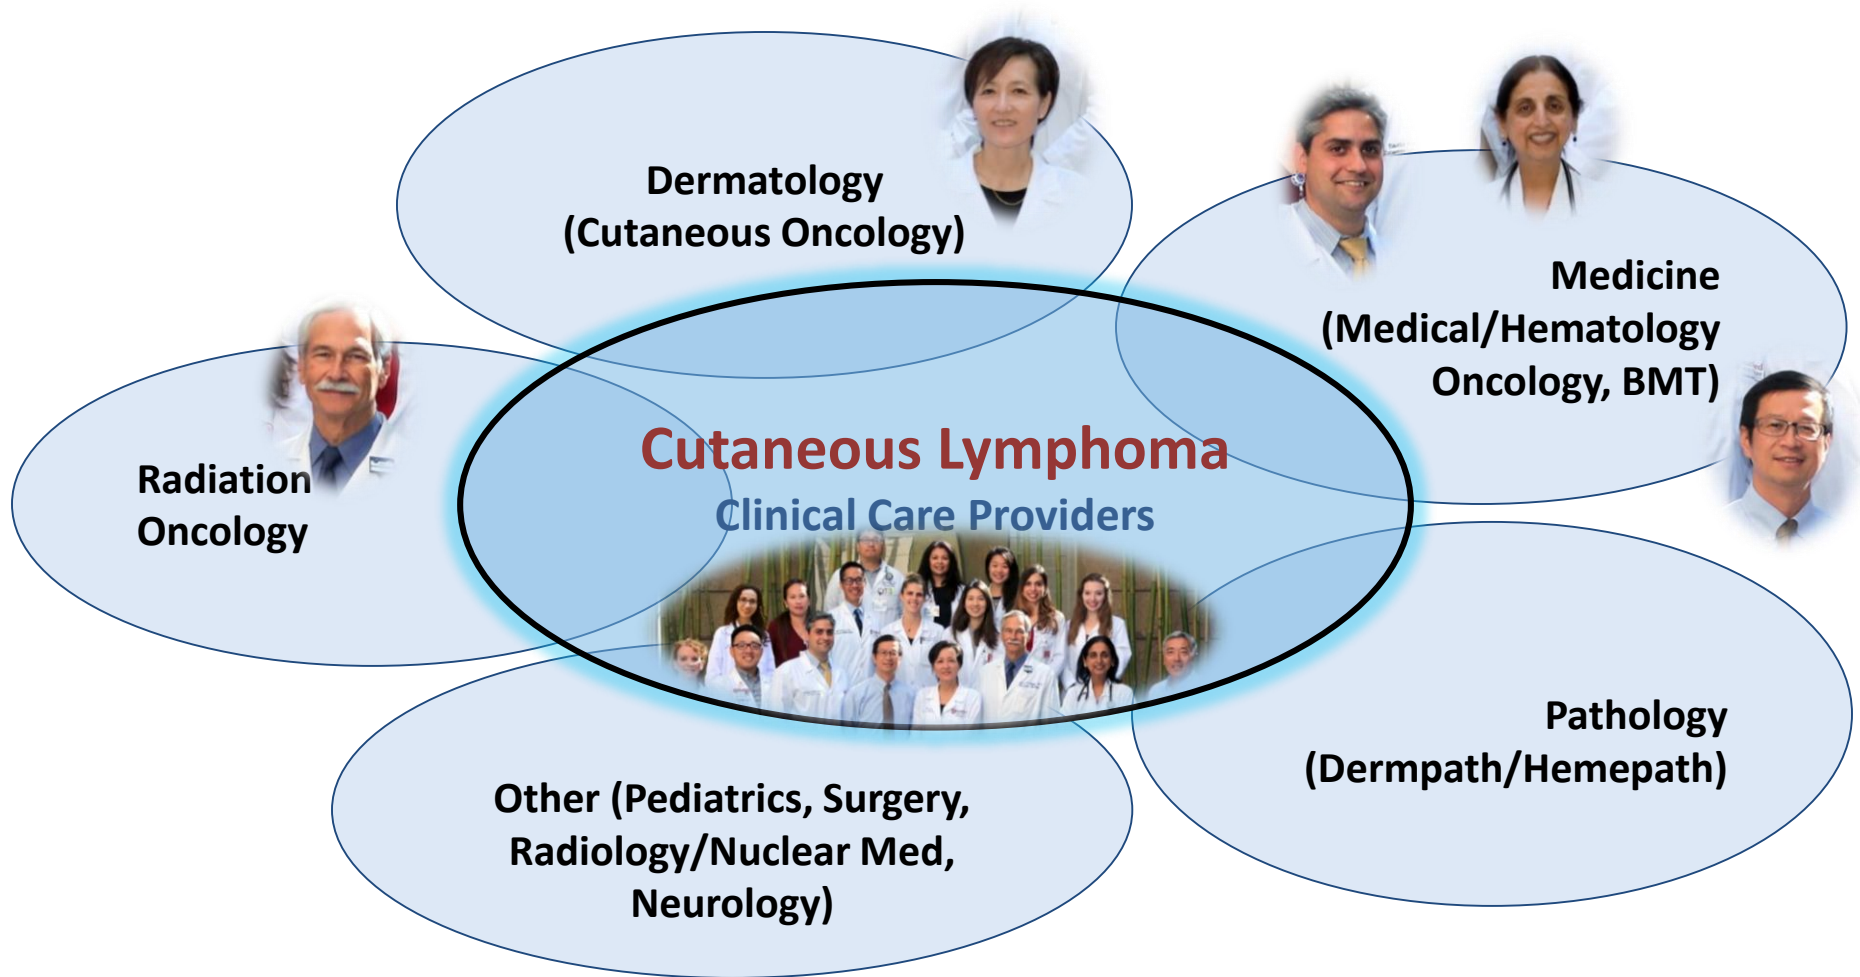 Dermatology
(Cutaneous Oncology)
Medicine
(Medical/Hematology
Oncology, BMT)
Radiation
Oncology
Cutaneous Lymphoma
Clinical Care Providers
Pathology
(Dermpath/Hemepath)
Other (Pediatrics, Surgery,
Radiology/Nuclear Med,
Neurology)